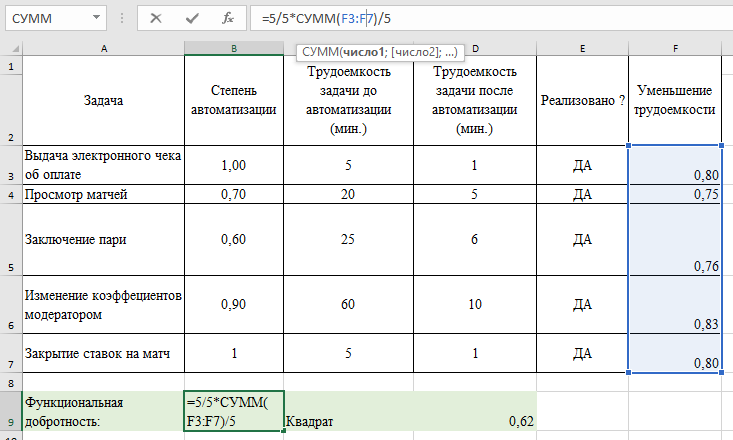 СУММ
=5/5*СУММ(F3:F7)/5
СУММ(число1; [число2]; ...)
A B C D E F
1
2
Задача
Степень
автоматизации
Трудоемкость
задачи до
автоматизации
(мин.)
Трудоемкость
задачи после
автоматизации
(мин.)
Реализовано ?
Уменьшение
трудоемкости
3
Выдача электронного чека
об оплате
1,00 5 1 ДА 0,80
4 Просмотр матчей 0,70 20 5 ДА 0,75
5 Заключение пари 0,60 25 6 ДА 0,76
6
Изменение коэффециентов
модератором
0,90 60 10 ДА 0,83
7 Закрытие ставок на матч 1 5 1 ДА 0,80
8
9
Функциональная
добротность:
=5/5*СУММ(
F3:F7)/5
Квадрат 0,62